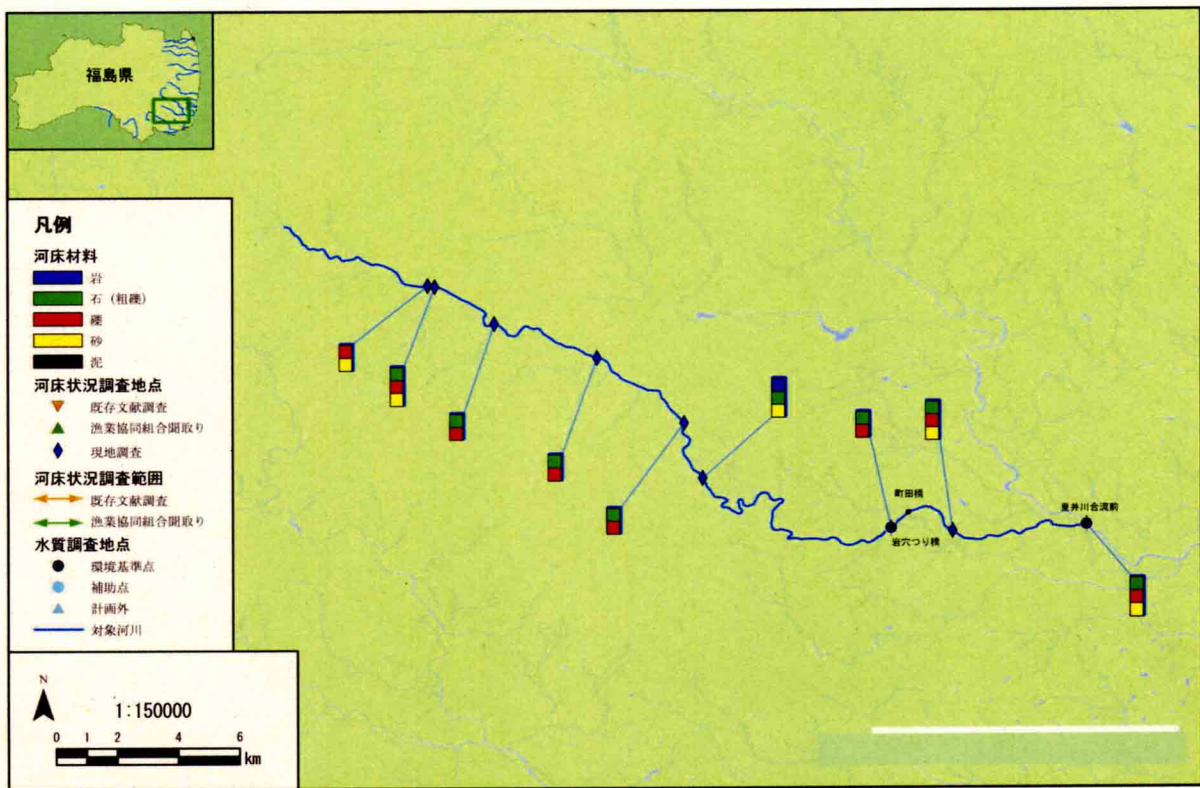 福島県
凡例
河床材料
岩
石（粗礫）
礫
砂
泥
河床状況調査地点
既存文献調査
漁業協同組合聞取り
現地調査
河床状況調査範囲
既存文献調査
漁業協同組合聞取り
水質調査地点
環境基準点
補助点
計画外
対象河川
N
1:150000
0 1 2 4 6
km
町田橋
岩穴つり橋
夏井川合流前